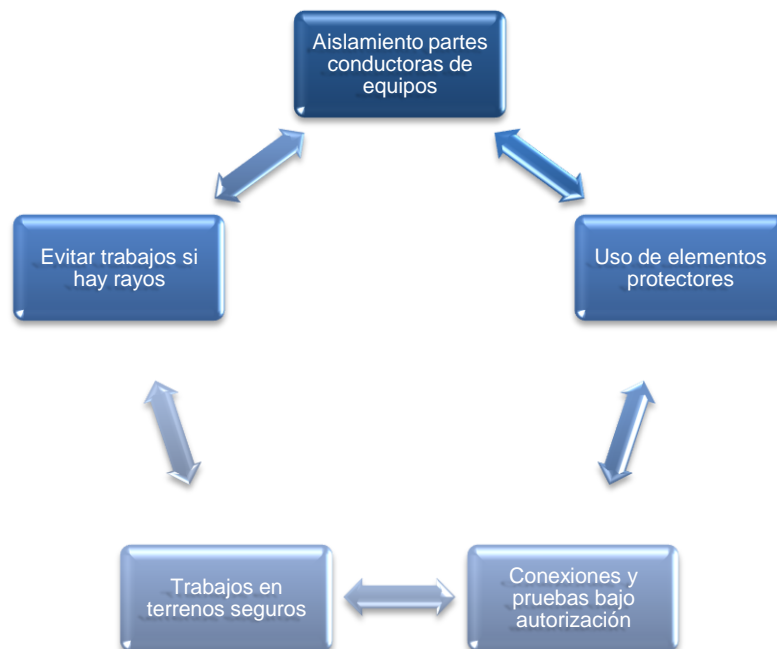 Aislamiento partes
conductoras de
equipos
Evitar trabajos si
hay rayos
Uso de elementos
protectores
Trabajos en
terrenos seguros
Conexiones y
pruebas bajo
autorización